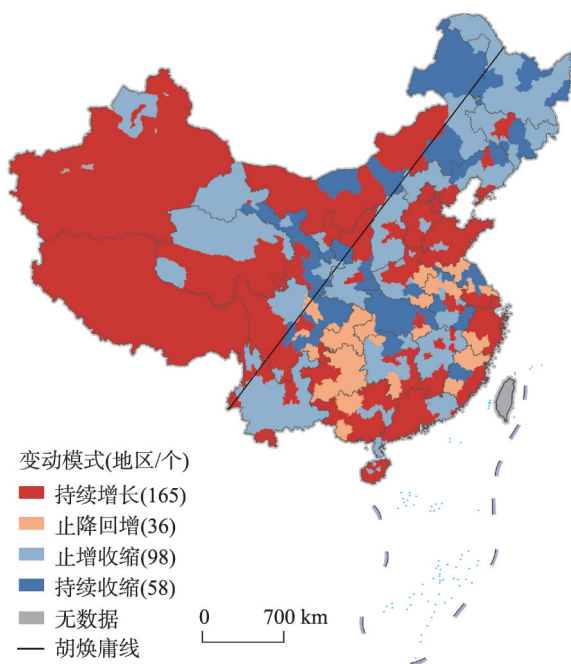 变动模式(地区/个)
持续增长(165)
止降回增(36)
止增收缩(98)
持续收缩(58)
无数据
胡焕庸线
0 700 km